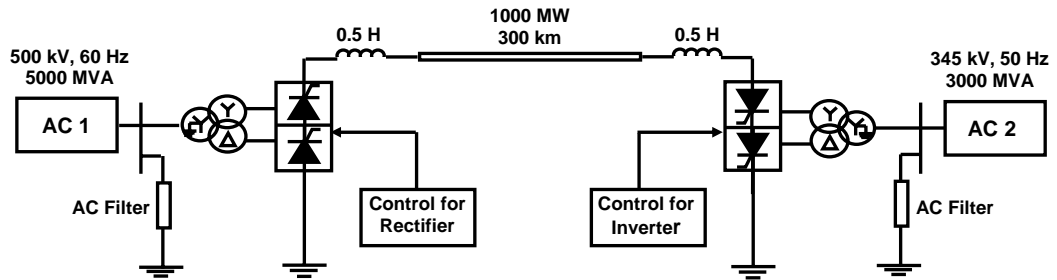 1000 MW
300 km
0.5 H
0.5 H
500 kV, 60 Hz
5000 MVA
345 kV, 50 Hz
3000 MVA
AC 1
Y
Y
Δ
Y
Y
Δ
AC 2
AC Filter
Control for
Rectifier
Control for
Inverter
AC Filter